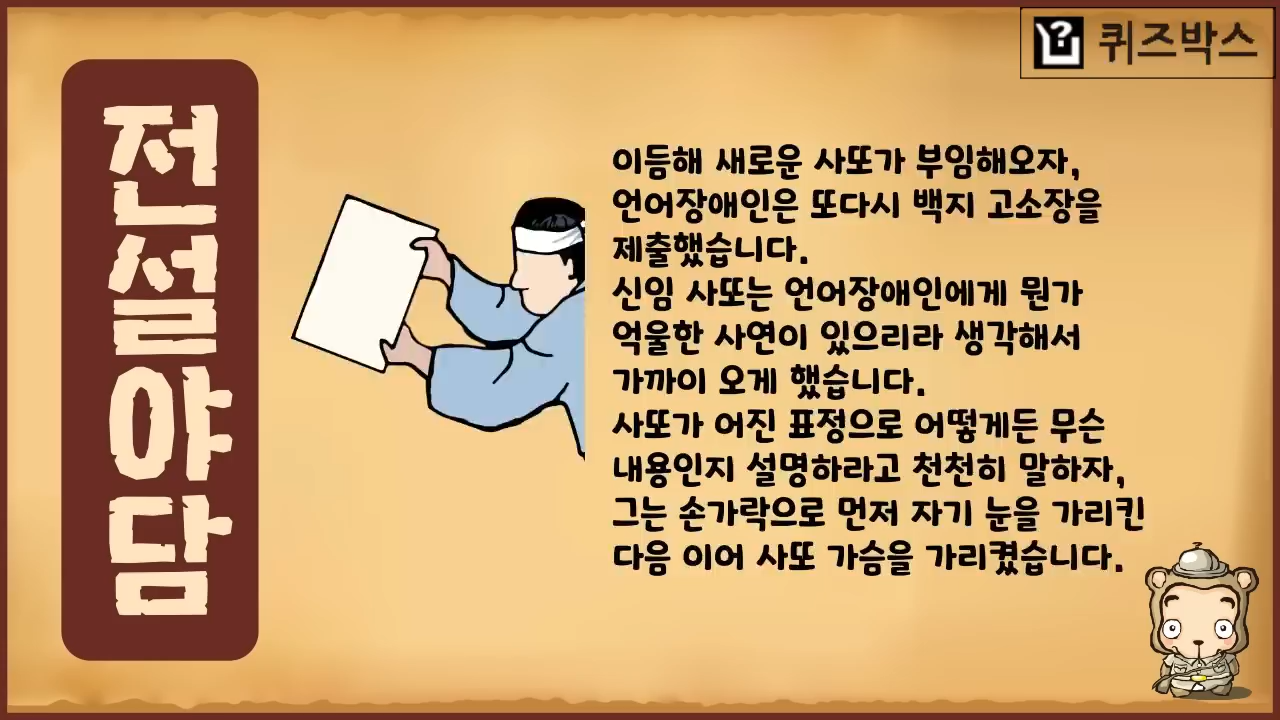 퀴즈박스
전설야담
이듬해 새로운 사또가 부임해오자,
언어장애인은 또다시 백지 고소장을
제출했습니다.
신임 사또는 언어장애인에게 뭔가
억울한 사연이 있으리라 생각해서
가까이 오게 했습니다.
사또가 어진 표정으로 어떻게든 무슨
내용인지 설명하라고 천천히 말하자,
그는 손가락으로 먼저 자기 눈을 가리킨
다음 이어 사또 가슴을 가리켰습니다.